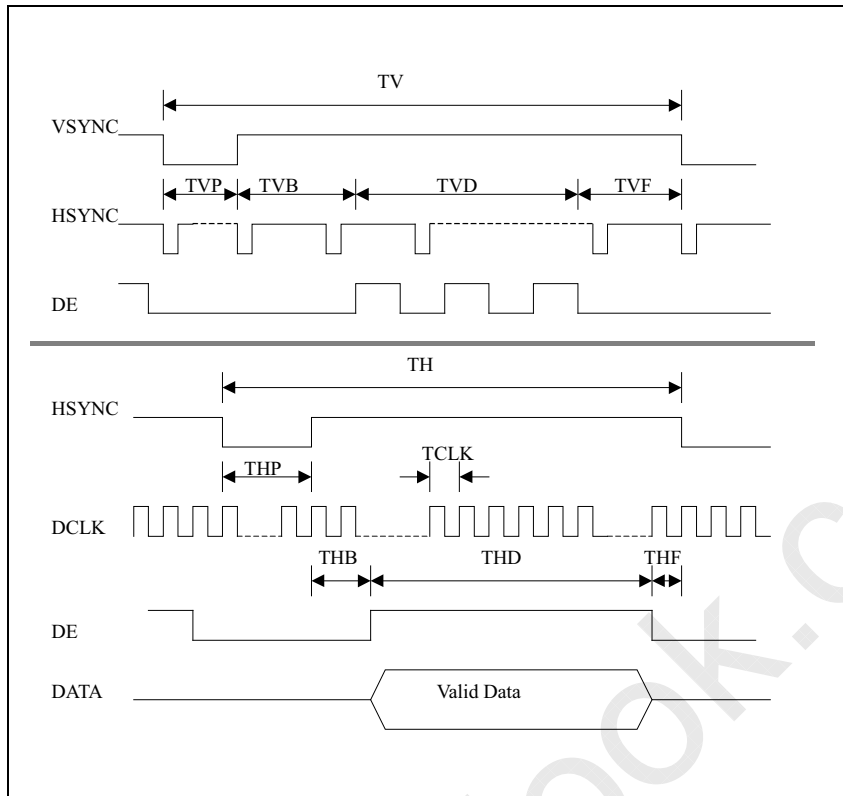 TV
VSYNC
TVP TVB TVD TVF
HSYNC
DE
TH
HSYNC
THP TCLK
DCLK
THB THD THF
DE
DATA Valid Data
ook.c